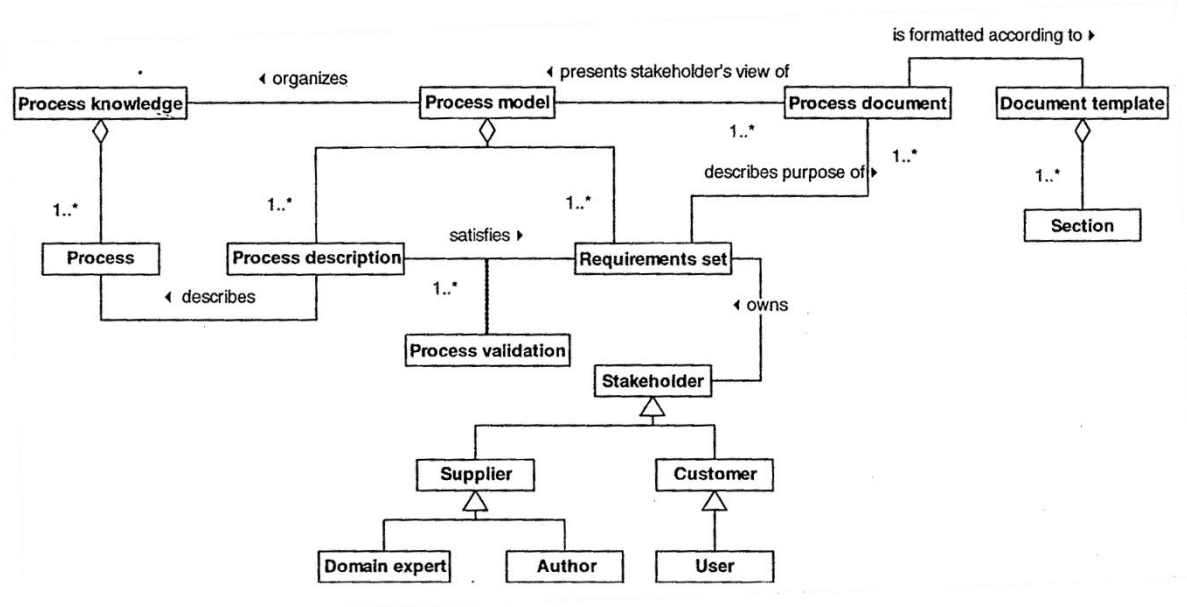 is formatted according to ▸
◂ organizes
◂ presents stakeholder's view of
Process knowledge
Process model
Process document
Document template
1..*
1..*
describes purpose of ▸
1..*
1..*
1..*
1..*
satisfies ▸
Section
Process
Process description
Requirements set
1..*
◂ describes
◂ owns
Process validation
Stakeholder
Supplier
Customer
Domain expert
Author
User